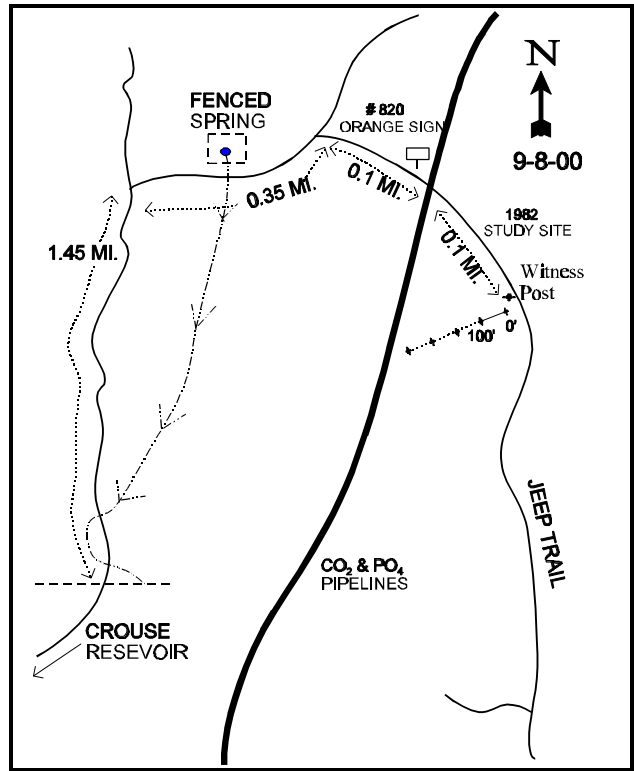 N
9-8-00
FENCED
SPRING
# 820
ORANGE SIGN
0.35 MI.
0.1 MI.
1982
STUDY SITE
1.45 MI.
0.1 MI.
Witness
Post
0'
100'
JEEP TRAIL
CO₂ & PO₄
PIPELINES
CROUSE
RESEVOIR